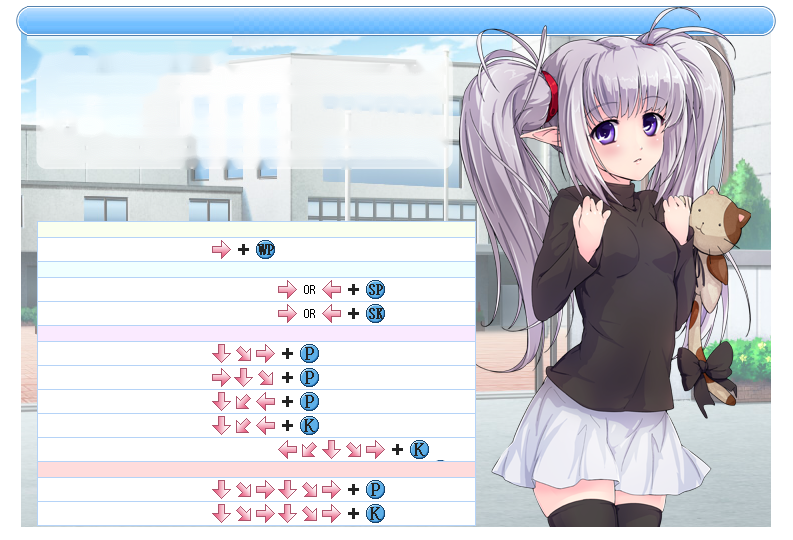 → + WP
→ OR ← + SP
→ OR ← + SK
↓ ↘ → + P
→ ↓ ↘ + P
↓ ↙ ← + P
↓ ↙ ← + K
← ↙ ↓ ↘ → + K
↓ ↘ → ↓ ↘ → + P
↓ ↘ → ↓ ↘ → + K